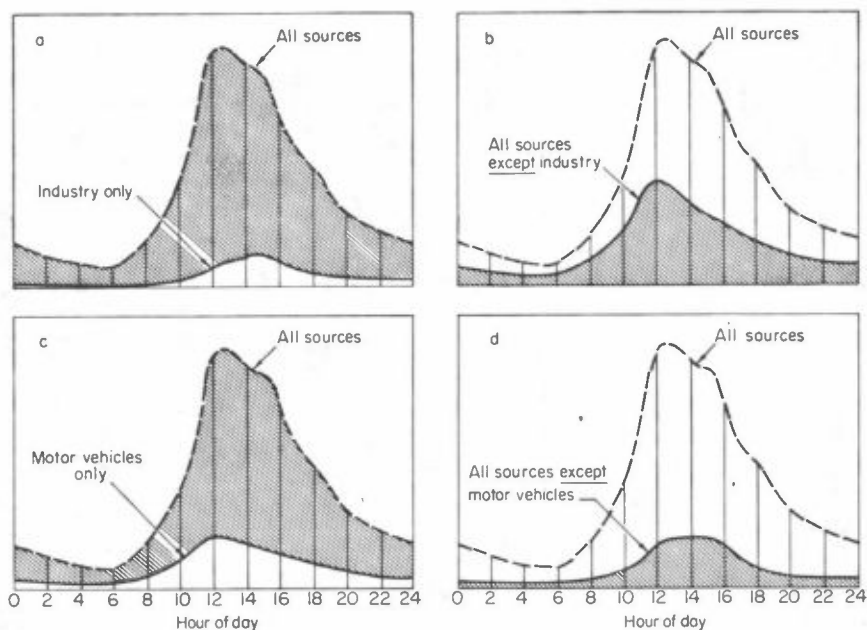 a
All sources
Industry only
b
All sources
All sources
except industry
c
All sources
Motor vehicles
only
0 2 4 6 8 10 12 14 16 18 20 22 24
Hour of day
d
All sources
All sources except
motor vehicles
0 2 4 6 8 10 12 14 16 18 20 22 24
Hour of day